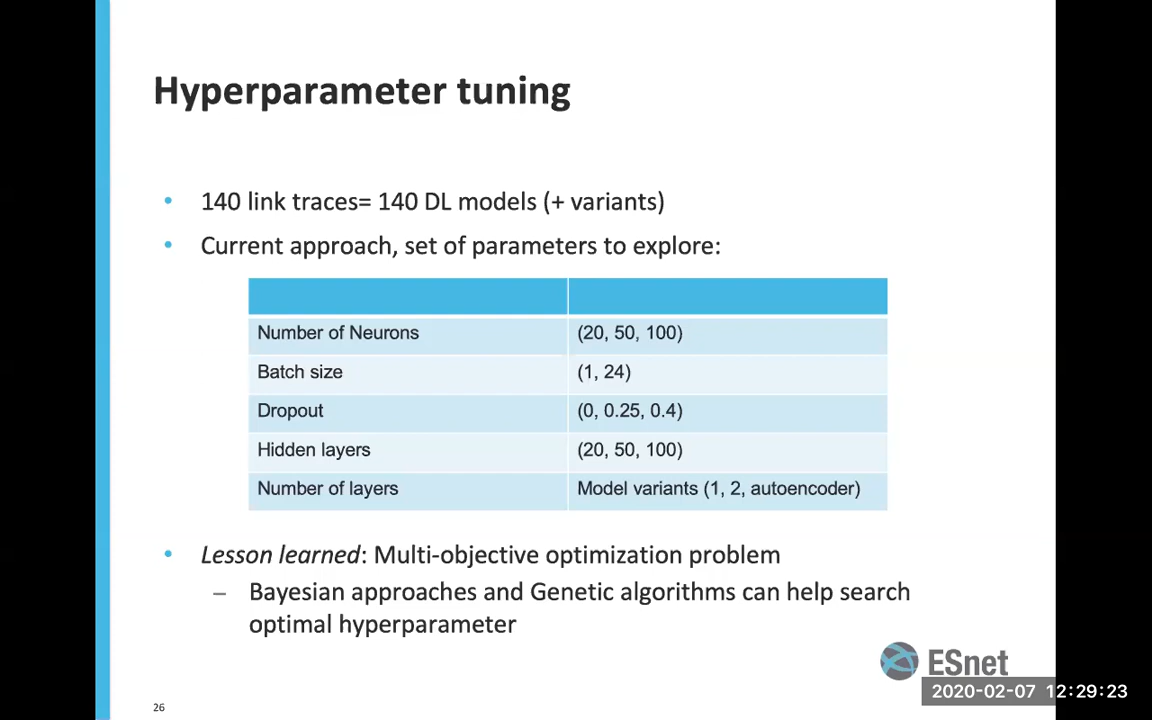 Hyperparameter tuning
• 140 link traces= 140 DL models (+ variants)
• Current approach, set of parameters to explore:
Number of Neurons (20, 50, 100)
Batch size (1, 24)
Dropout (0, 0.25, 0.4)
Hidden layers (20, 50, 100)
Number of layers Model variants (1, 2, autoencoder)
• Lesson learned: Multi-objective optimization problem
– Bayesian approaches and Genetic algorithms can help search
optimal hyperparameter
ESnet
2020-02-07 12:29:23
26